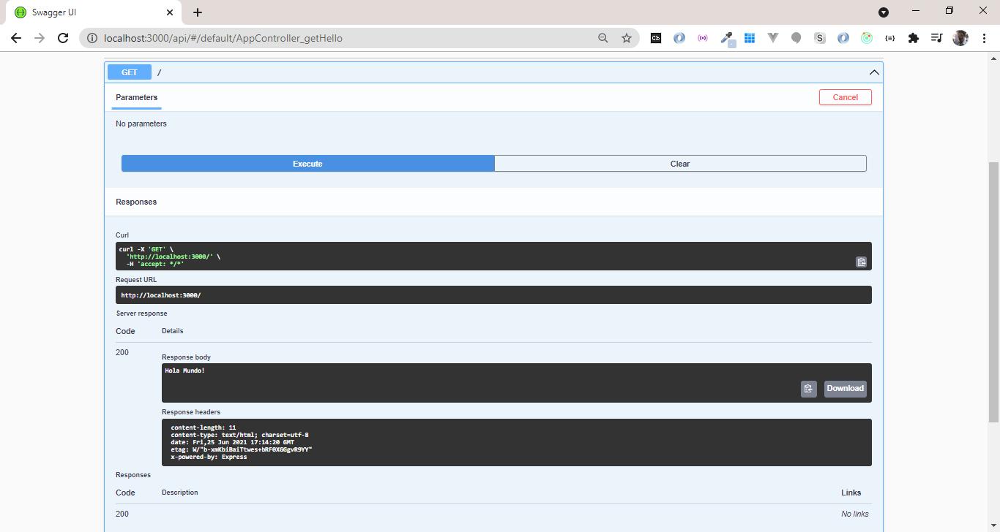 Swagger UI
localhost:3000/api/#/default/AppController_getHello
GET /
Parameters
Cancel
No parameters
Execute
Clear
Responses
Curl
curl -X 'GET' \
'http://localhost:3000/' \
-H 'accept: */*'
Request URL
http://localhost:3000/
Server response
Code Details
200
Response body
Hola Mundo!
Download
Response headers
content-length: 11
content-type: text/html; charset=utf-8
date: Fri,25 Jun 2021 17:14:20 GMT
etag: W/"b-xmKbiBaiTtwes+bRF0XGGgvR9YY"
x-powered-by: Express
Responses
Code Description Links
200 No links